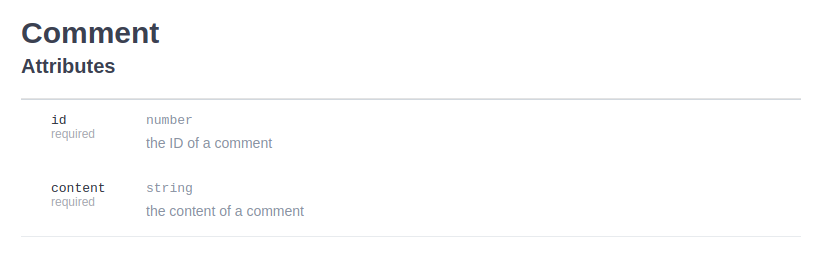 Comment
Attributes
id number
required
the ID of a comment
content string
required
the content of a comment